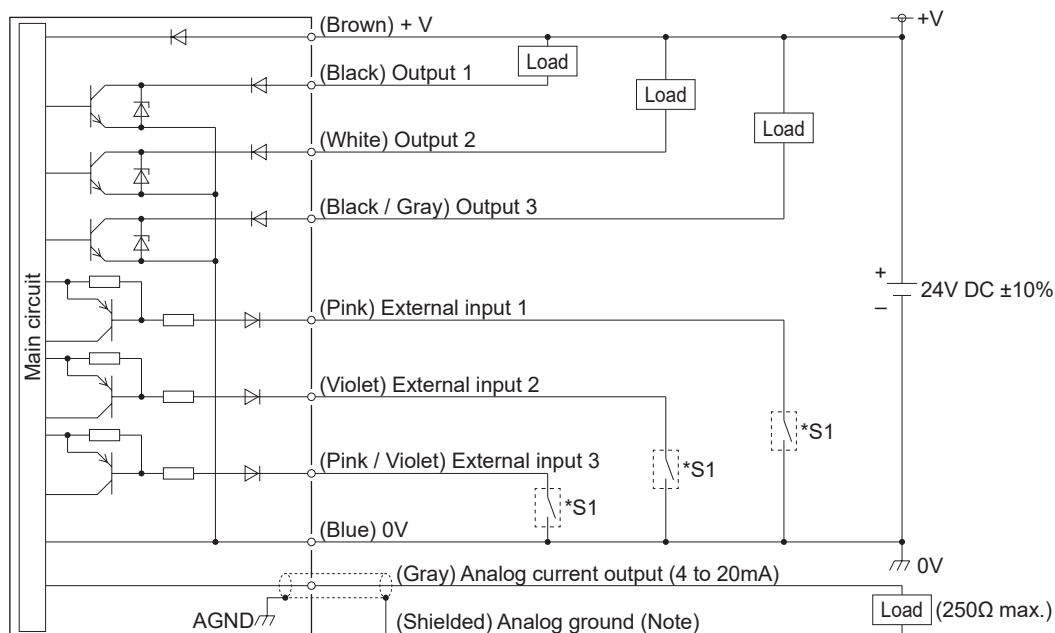 (Brown) + V
+V
Load
(Black) Output 1
Load
Load
(White) Output 2
(Black / Gray) Output 3
Main circuit
+
24V DC ±10%
–
(Pink) External input 1
(Violet) External input 2
*S1
*S1
(Pink / Violet) External input 3
*S1
(Blue) 0V
0V
(Gray) Analog current output (4 to 20mA)
AGND
(Shielded) Analog ground (Note)
Load
(250Ω max.)